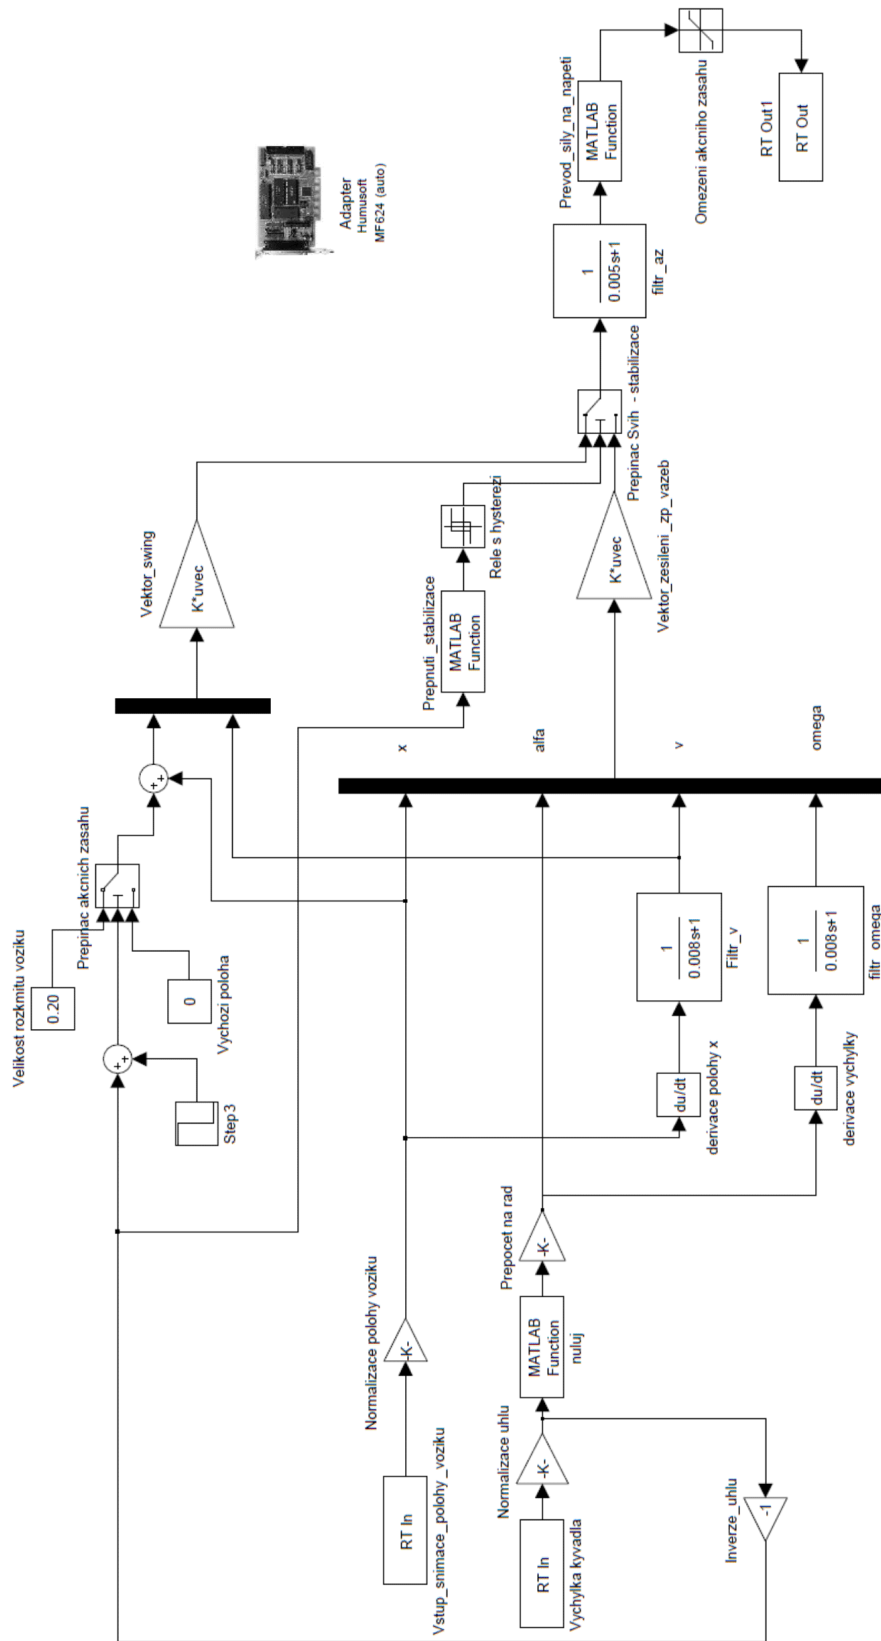 Velikost rozkmitu voziku
0.20
Prepinac akcnich zasahu
0
Vychozi poloha
Step3
+
+
+
+
Vektor_swing
K*uvec
Adapter
Humusoft
MF624 (auto)
Prepnuti_stabilizace
MATLAB
Function
Rele s hysterezi
Prepinac Svih - stabilizace
1
0.005s+1
filtr_az
Prevod_sily_na_napeti
MATLAB
Function
Omezeni akcniho zasahu
RT Out1
RT Out
Normalizace polohy voziku
-K-
RT In
Vstup_snimace_polohy_voziku
x
alfa
v
omega
K*uvec
Vektor_zesileni_zp_vazeb
Normalizace uhlu
-K-
RT In
Vychylka kyvadla
MATLAB
Function
nuluj
Prepocet na rad
-K-
du/dt
derivace polohy x
1
0.008s+1
Filtr_v
du/dt
derivace vychylky
1
0.008s+1
filtr_omega
Inverze_uhlu
-1